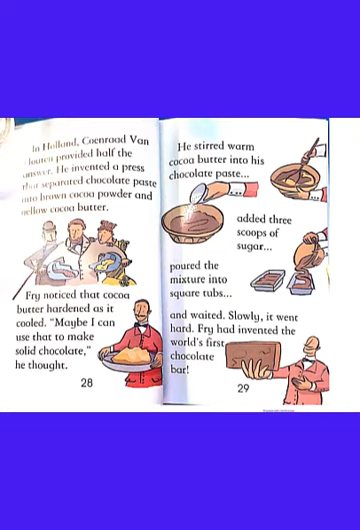 In Holland, Coenraad Van
Houten provided half the
answer. He invented a press
that separated chocolate paste
into brown cocoa powder and
yellow cocoa butter.
Fry noticed that cocoa
butter hardened as it
cooled. "Maybe I can
use that to make
solid chocolate,"
he thought.
28
He stirred warm
cocoa butter into his
chocolate paste...
added three
scoops of
sugar...
poured the
mixture into
square tubs...
and waited. Slowly, it went
hard. Fry had invented the
world's first
chocolate
bar!
29